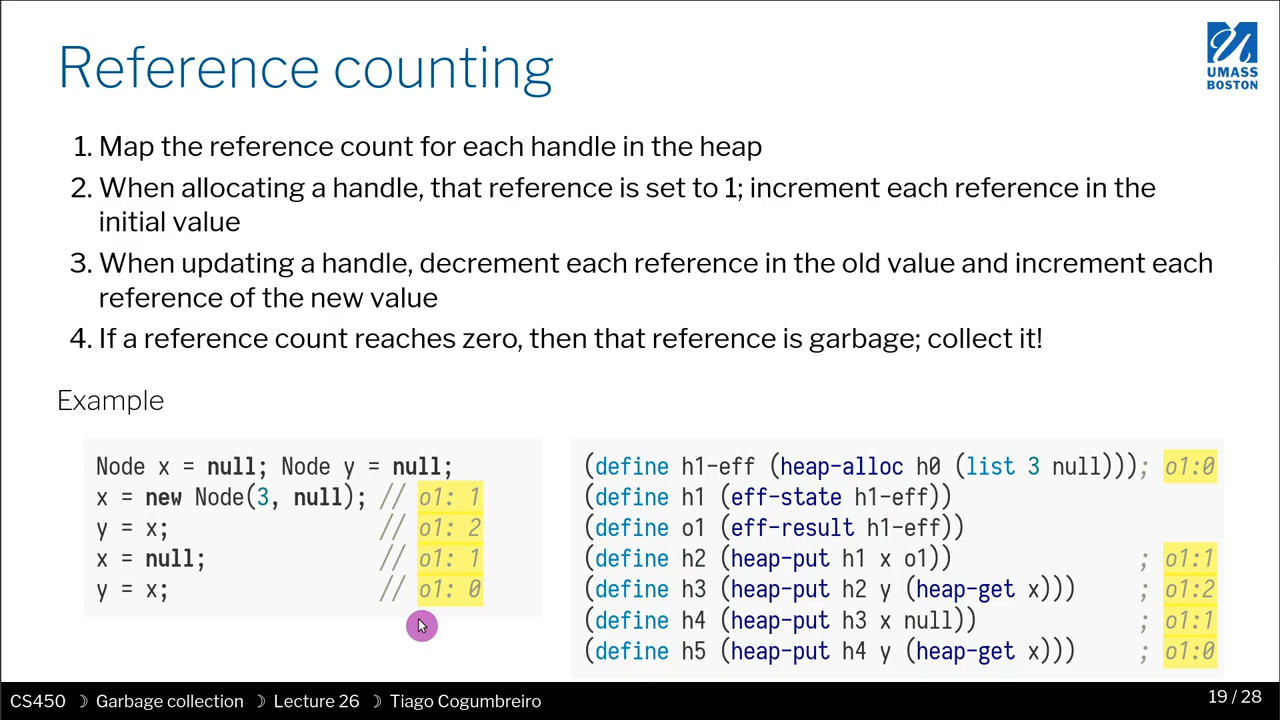 Reference counting
UMASS
BOSTON
1. Map the reference count for each handle in the heap
2. When allocating a handle, that reference is set to 1; increment each reference in the
initial value
3. When updating a handle, decrement each reference in the old value and increment each
reference of the new value
4. If a reference count reaches zero, then that reference is garbage; collect it!
Example
Node x = null; Node y = null;
x = new Node(3, null); // o1: 1
y = x; // o1: 2
x = null; // o1: 1
y = x; // o1: 0
(define h1-eff (heap-alloc h0 (list 3 null))); o1:0
(define h1 (eff-state h1-eff))
(define o1 (eff-result h1-eff))
(define h2 (heap-put h1 x o1)) ; o1:1
(define h3 (heap-put h2 y (heap-get x))) ; o1:2
(define h4 (heap-put h3 x null)) ; o1:1
(define h5 (heap-put h4 y (heap-get x))) ; o1:0
CS450 ☽ Garbage collection ☽ Lecture 26 ☽ Tiago Cogumbreiro
19 / 28